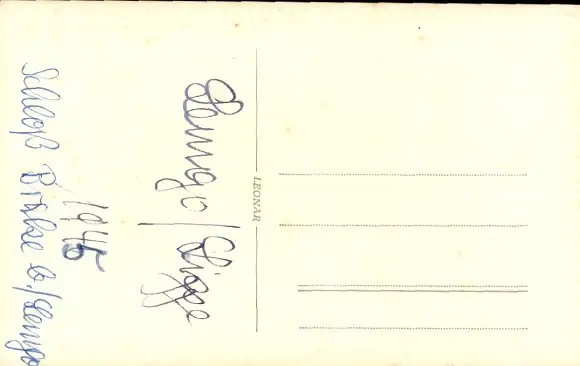 Lemgo / Lippe
1945
Schloß Brake b/Lemgo
LEONAR